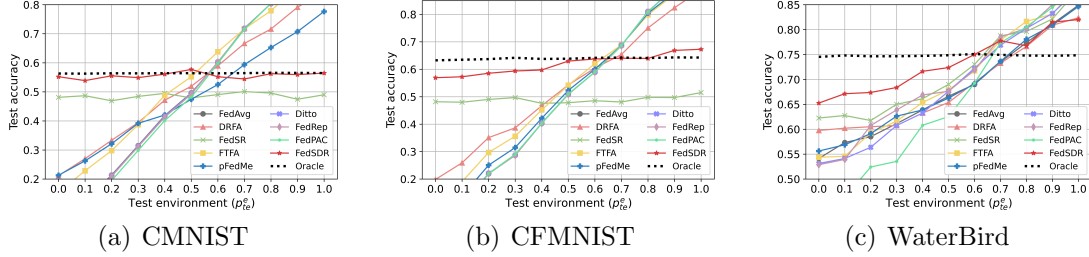 Test accuracy
0.8
0.7
0.6
0.5
0.4
0.3
0.2
0.0 0.1 0.2 0.3 0.4 0.5 0.6 0.7 0.8 0.9 1.0
Test environment (p^e_te)
FedAvg Ditto
DRFA FedRep
FedSR FedPAC
FTFA FedSDR
pFedMe Oracle
(a) CMNIST
Test accuracy
0.8
0.7
0.6
0.5
0.4
0.3
0.2
0.0 0.1 0.2 0.3 0.4 0.5 0.6 0.7 0.8 0.9 1.0
Test environment (p^e_te)
FedAvg Ditto
DRFA FedRep
FedSR FedPAC
FTFA FedSDR
pFedMe Oracle
(b) CFMNIST
Test accuracy
0.85
0.80
0.75
0.70
0.65
0.60
0.55
0.50
0.0 0.1 0.2 0.3 0.4 0.5 0.6 0.7 0.8 0.9 1.0
Test environment (p^e_te)
FedAvg Ditto
DRFA FedRep
FedSR FedPAC
FTFA FedSDR
pFedMe Oracle
(c) WaterBird